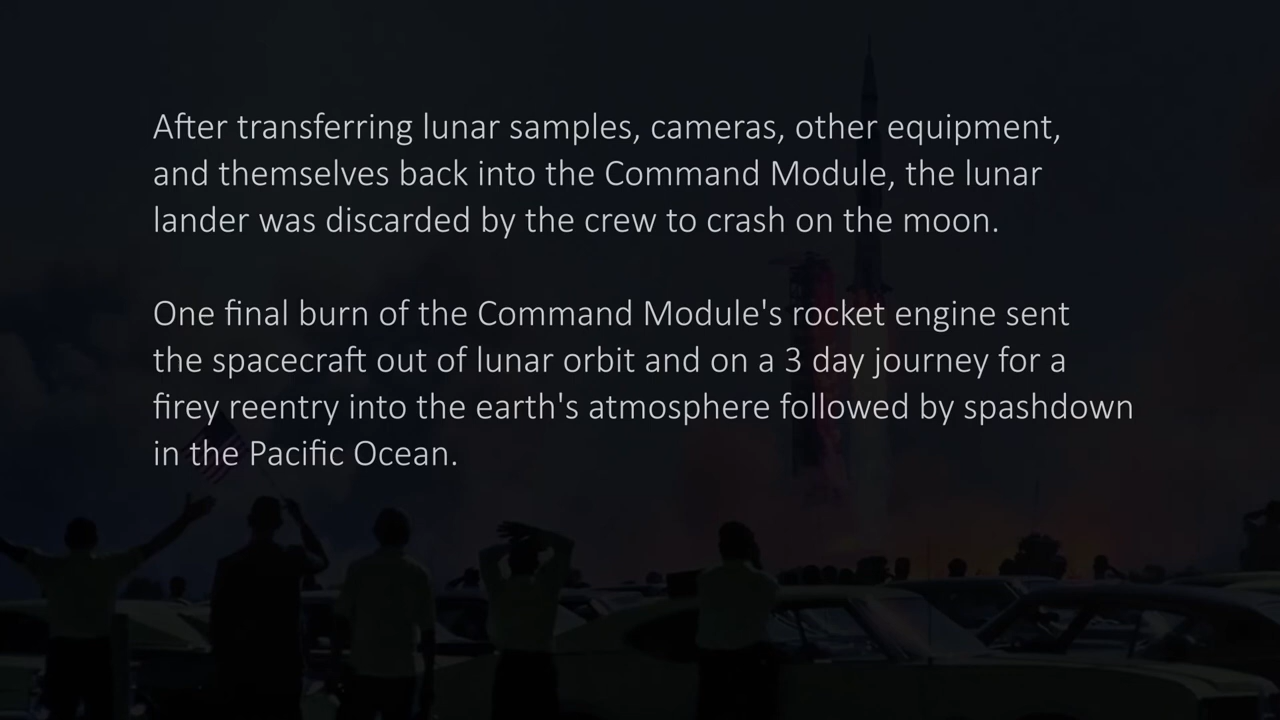 After transferring lunar samples, cameras, other equipment,
and themselves back into the Command Module, the lunar
lander was discarded by the crew to crash on the moon.
One final burn of the Command Module's rocket engine sent
the spacecraft out of lunar orbit and on a 3 day journey for a
firey reentry into the earth's atmosphere followed by spashdown
in the Pacific Ocean.